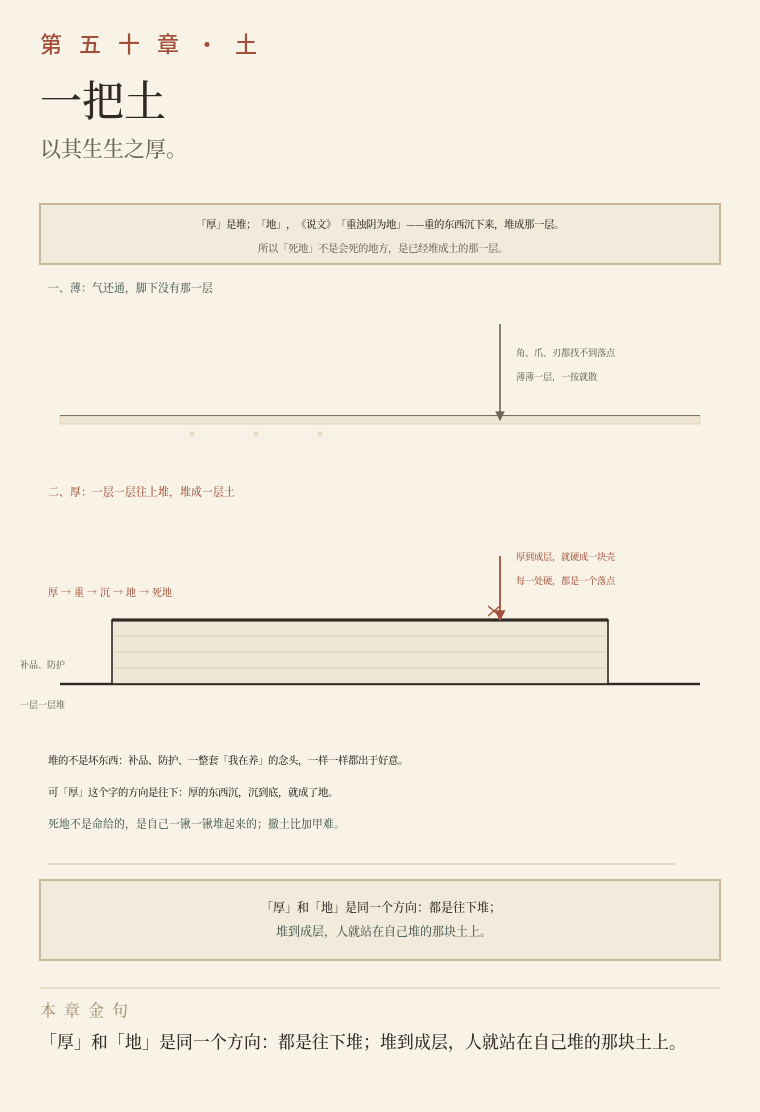 第五十章·土
一把土
以其生生之厚。
「厚」是堆；「地」，《说文》「重浊阴为地」——重的东西沉下来，堆成那一层。
所以「死地」不是会死的地方，是已经堆成土的那一层。
一、薄：气还通，脚下没有那一层
角、爪、刃都找不到落点
薄薄一层，一按就散
二、厚：一层一层往上堆，堆成一层土
厚到成层，就硬成一块壳
每一处硬，都是一个落点
厚 → 重 → 沉 → 地 → 死地
补品、防护
一层一层堆
堆的不是坏东西：补品、防护、一整套「我在养」的念头，一样一样都出于好意。
可「厚」这个字的方向是往下：厚的东西沉，沉到底，就成了地。
死地不是命给的，是自己一锹一锹堆起来的；撤土比加甲难。
「厚」和「地」是同一个方向：都是往下堆；
堆到成层，人就站在自己堆的那块土上。
本章金句
「厚」和「地」是同一个方向：都是往下堆；堆到成层，人就站在自己堆的那块土上。